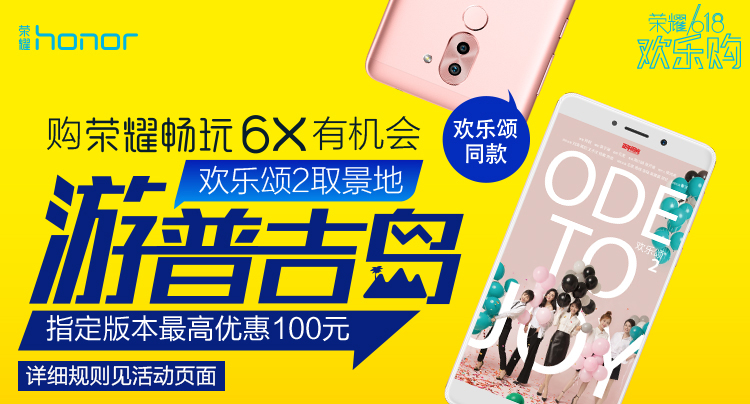 荣耀 honor
荣耀618
欢乐购
购荣耀畅玩6X有机会
欢乐颂
同款
欢乐颂2取景地
游普吉岛
指定版本最高优惠100元
详细规则见活动页面
ODE
TO
欢乐颂2
JOY